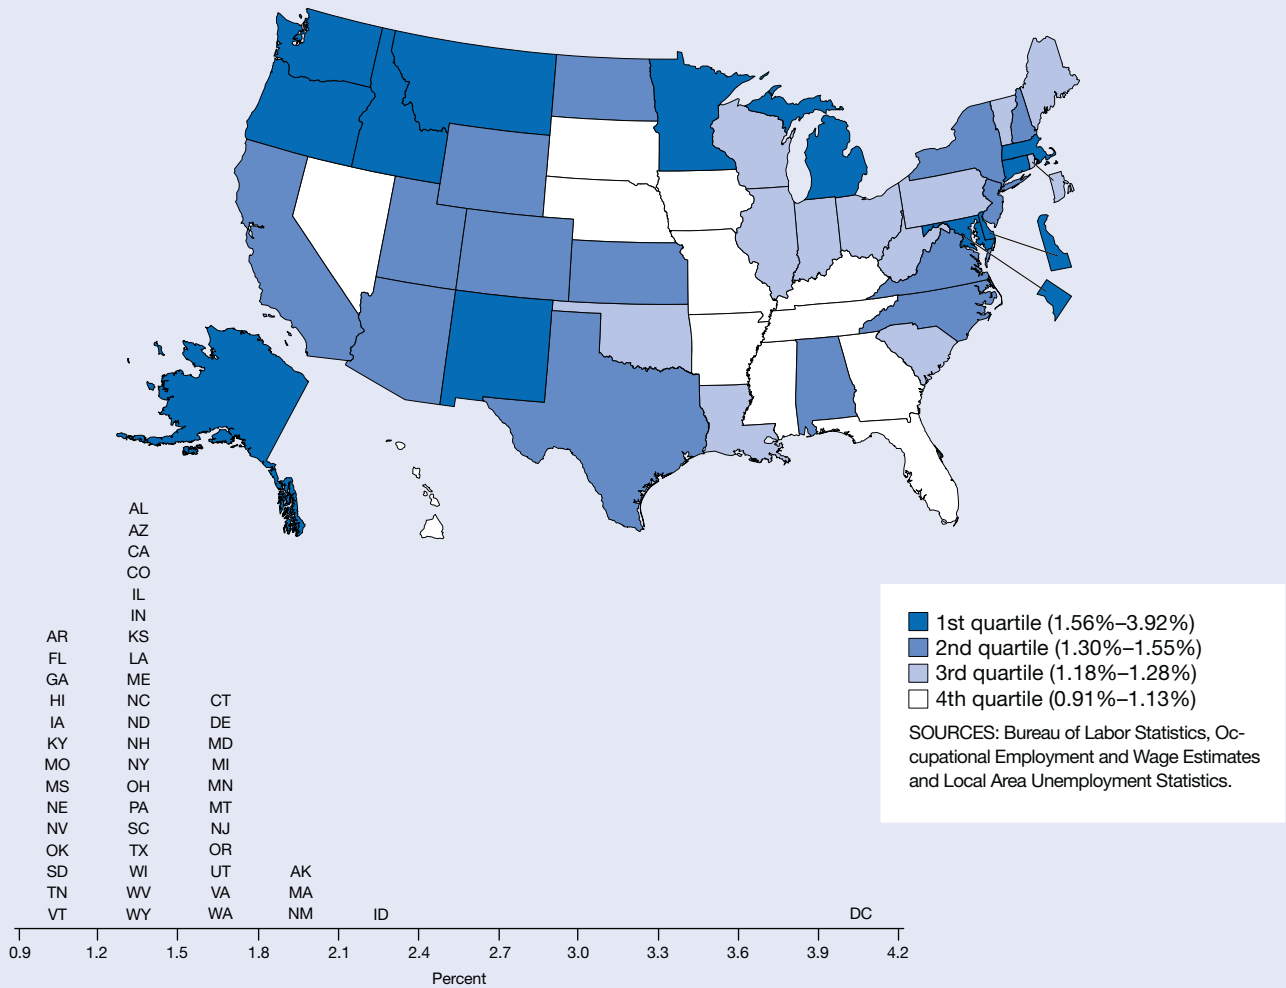 AL
AZ
CA
CO
IL
IN
AR KS
FL LA
GA ME
HI NC CT
IA ND DE
KY NH MD
MO NY MI
MS OH MN
NE PA MT
NV SC NJ
OK TX OR
SD WI UT AK
TN WV VA MA
VT WY WA NM ID DC
0.9 1.2 1.5 1.8 2.1 2.4 2.7 3.0 3.3 3.6 3.9 4.2
Percent
1st quartile (1.56%–3.92%)
2nd quartile (1.30%–1.55%)
3rd quartile (1.18%–1.28%)
4th quartile (0.91%–1.13%)
SOURCES: Bureau of Labor Statistics, Oc-
cupational Employment and Wage Estimates
and Local Area Unemployment Statistics.